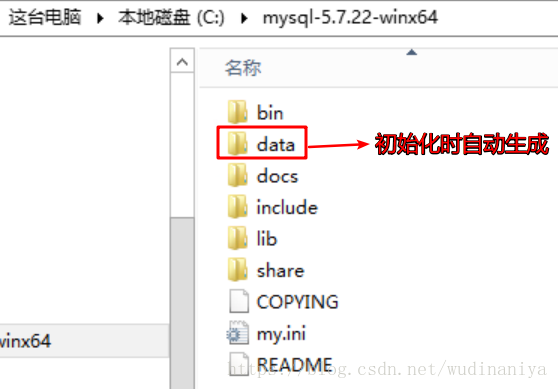 这台电脑 ▸ 本地磁盘 (C:) ▸ mysql-5.7.22-winx64
名称
bin
data
初始化时自动生成
docs
include
lib
share
COPYING
my.ini
winx64
README
https://blog.csdn.net/wudinaniya